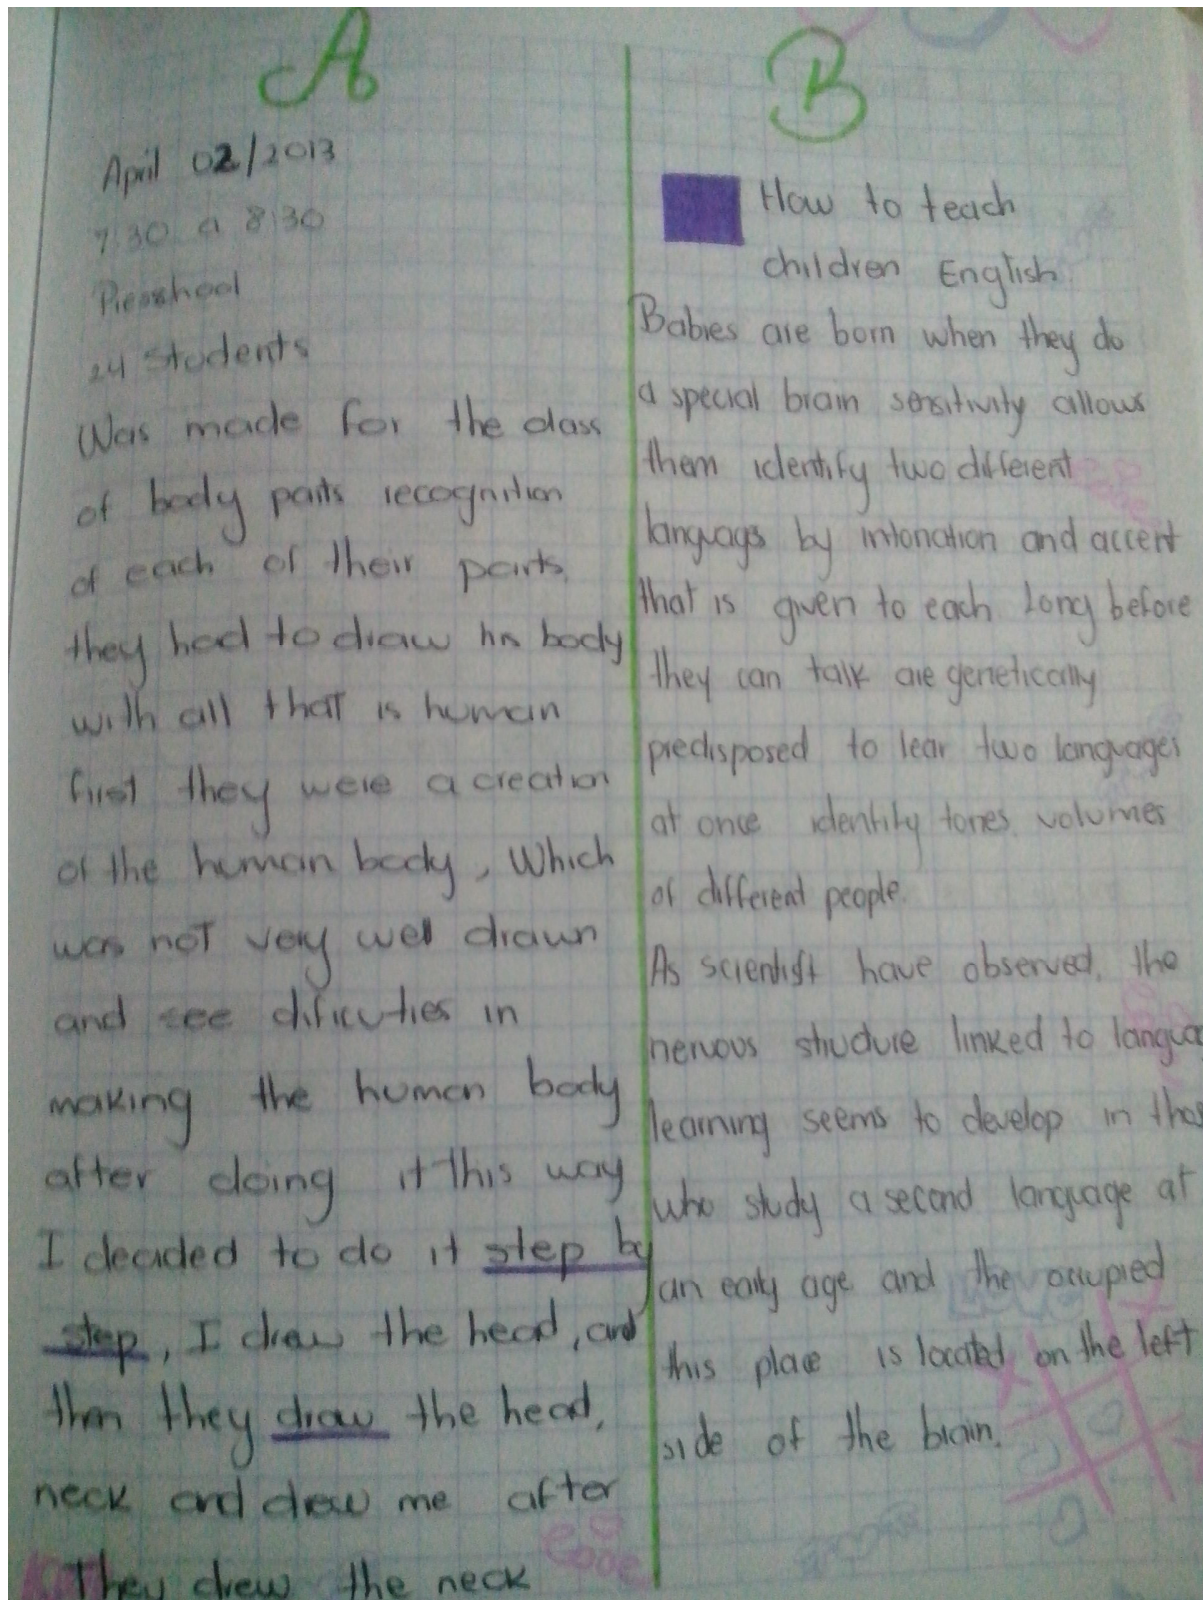 A
April 02/2013
7:30 a 8:30
Preschool
24 Students
Was made for the class
of body parts recognition
of each of their parts,
they had to draw his body
with all that is human
first they were a creation
of the human body, Which
was not very well drawn
and see dificuties in
making the human body
after doing it this way
I decided to do it step by
step, I drew the head, and
then they draw the head,
neck and drew me after
They drew the neck
B
How to teach
children English
Babies are born when they do
a special brain sensitivity allows
them identify two different
languags by intonation and accent
that is given to each Long before
they can talk are genetically
predisposed to lear two languages
at once identify tones volumes
of different people.
As scientist have observed, the
nervous structure linked to langua
learning seems to develop in thos
who study a second language at
an early age and the occupied
this place is located on the left
side of the brain.